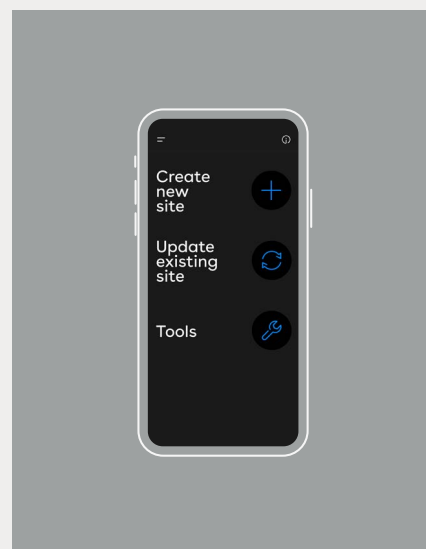 Create
new
site
Update
existing
site
Tools